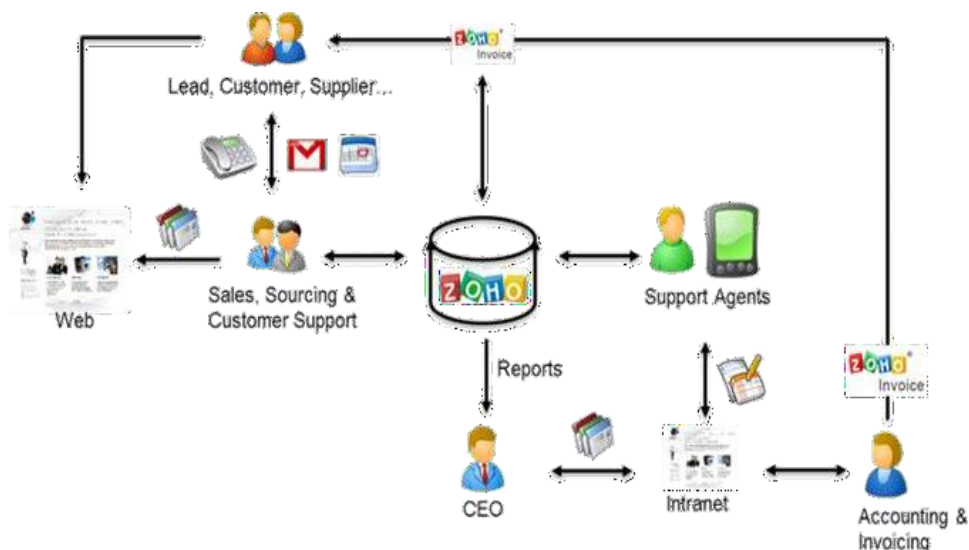 ZOHO
Invoice
Lead, Customer, Supplier...
Web
Sales, Sourcing &
Customer Support
ZOHO
Support Agents
Reports
ZOHO
Invoice
CEO
Intranet
Accounting &
Invoicing